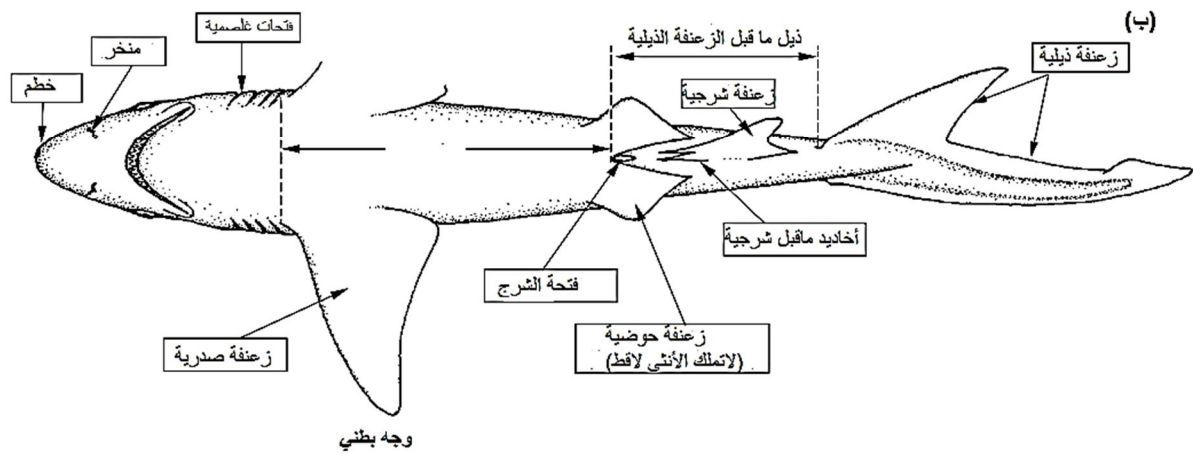 (ب)
فتحات غلصمية
منخر
خطم
ذيل ما قبل الزعنفة الذيلية
زعنفة ذيلية
زعنفة شرجية
أخاديد ماقبل شرجية
فتحة الشرج
زعنفة حوضية
(لاتملك الأنثى لاقط)
زعنفة صدرية
وجه بطني